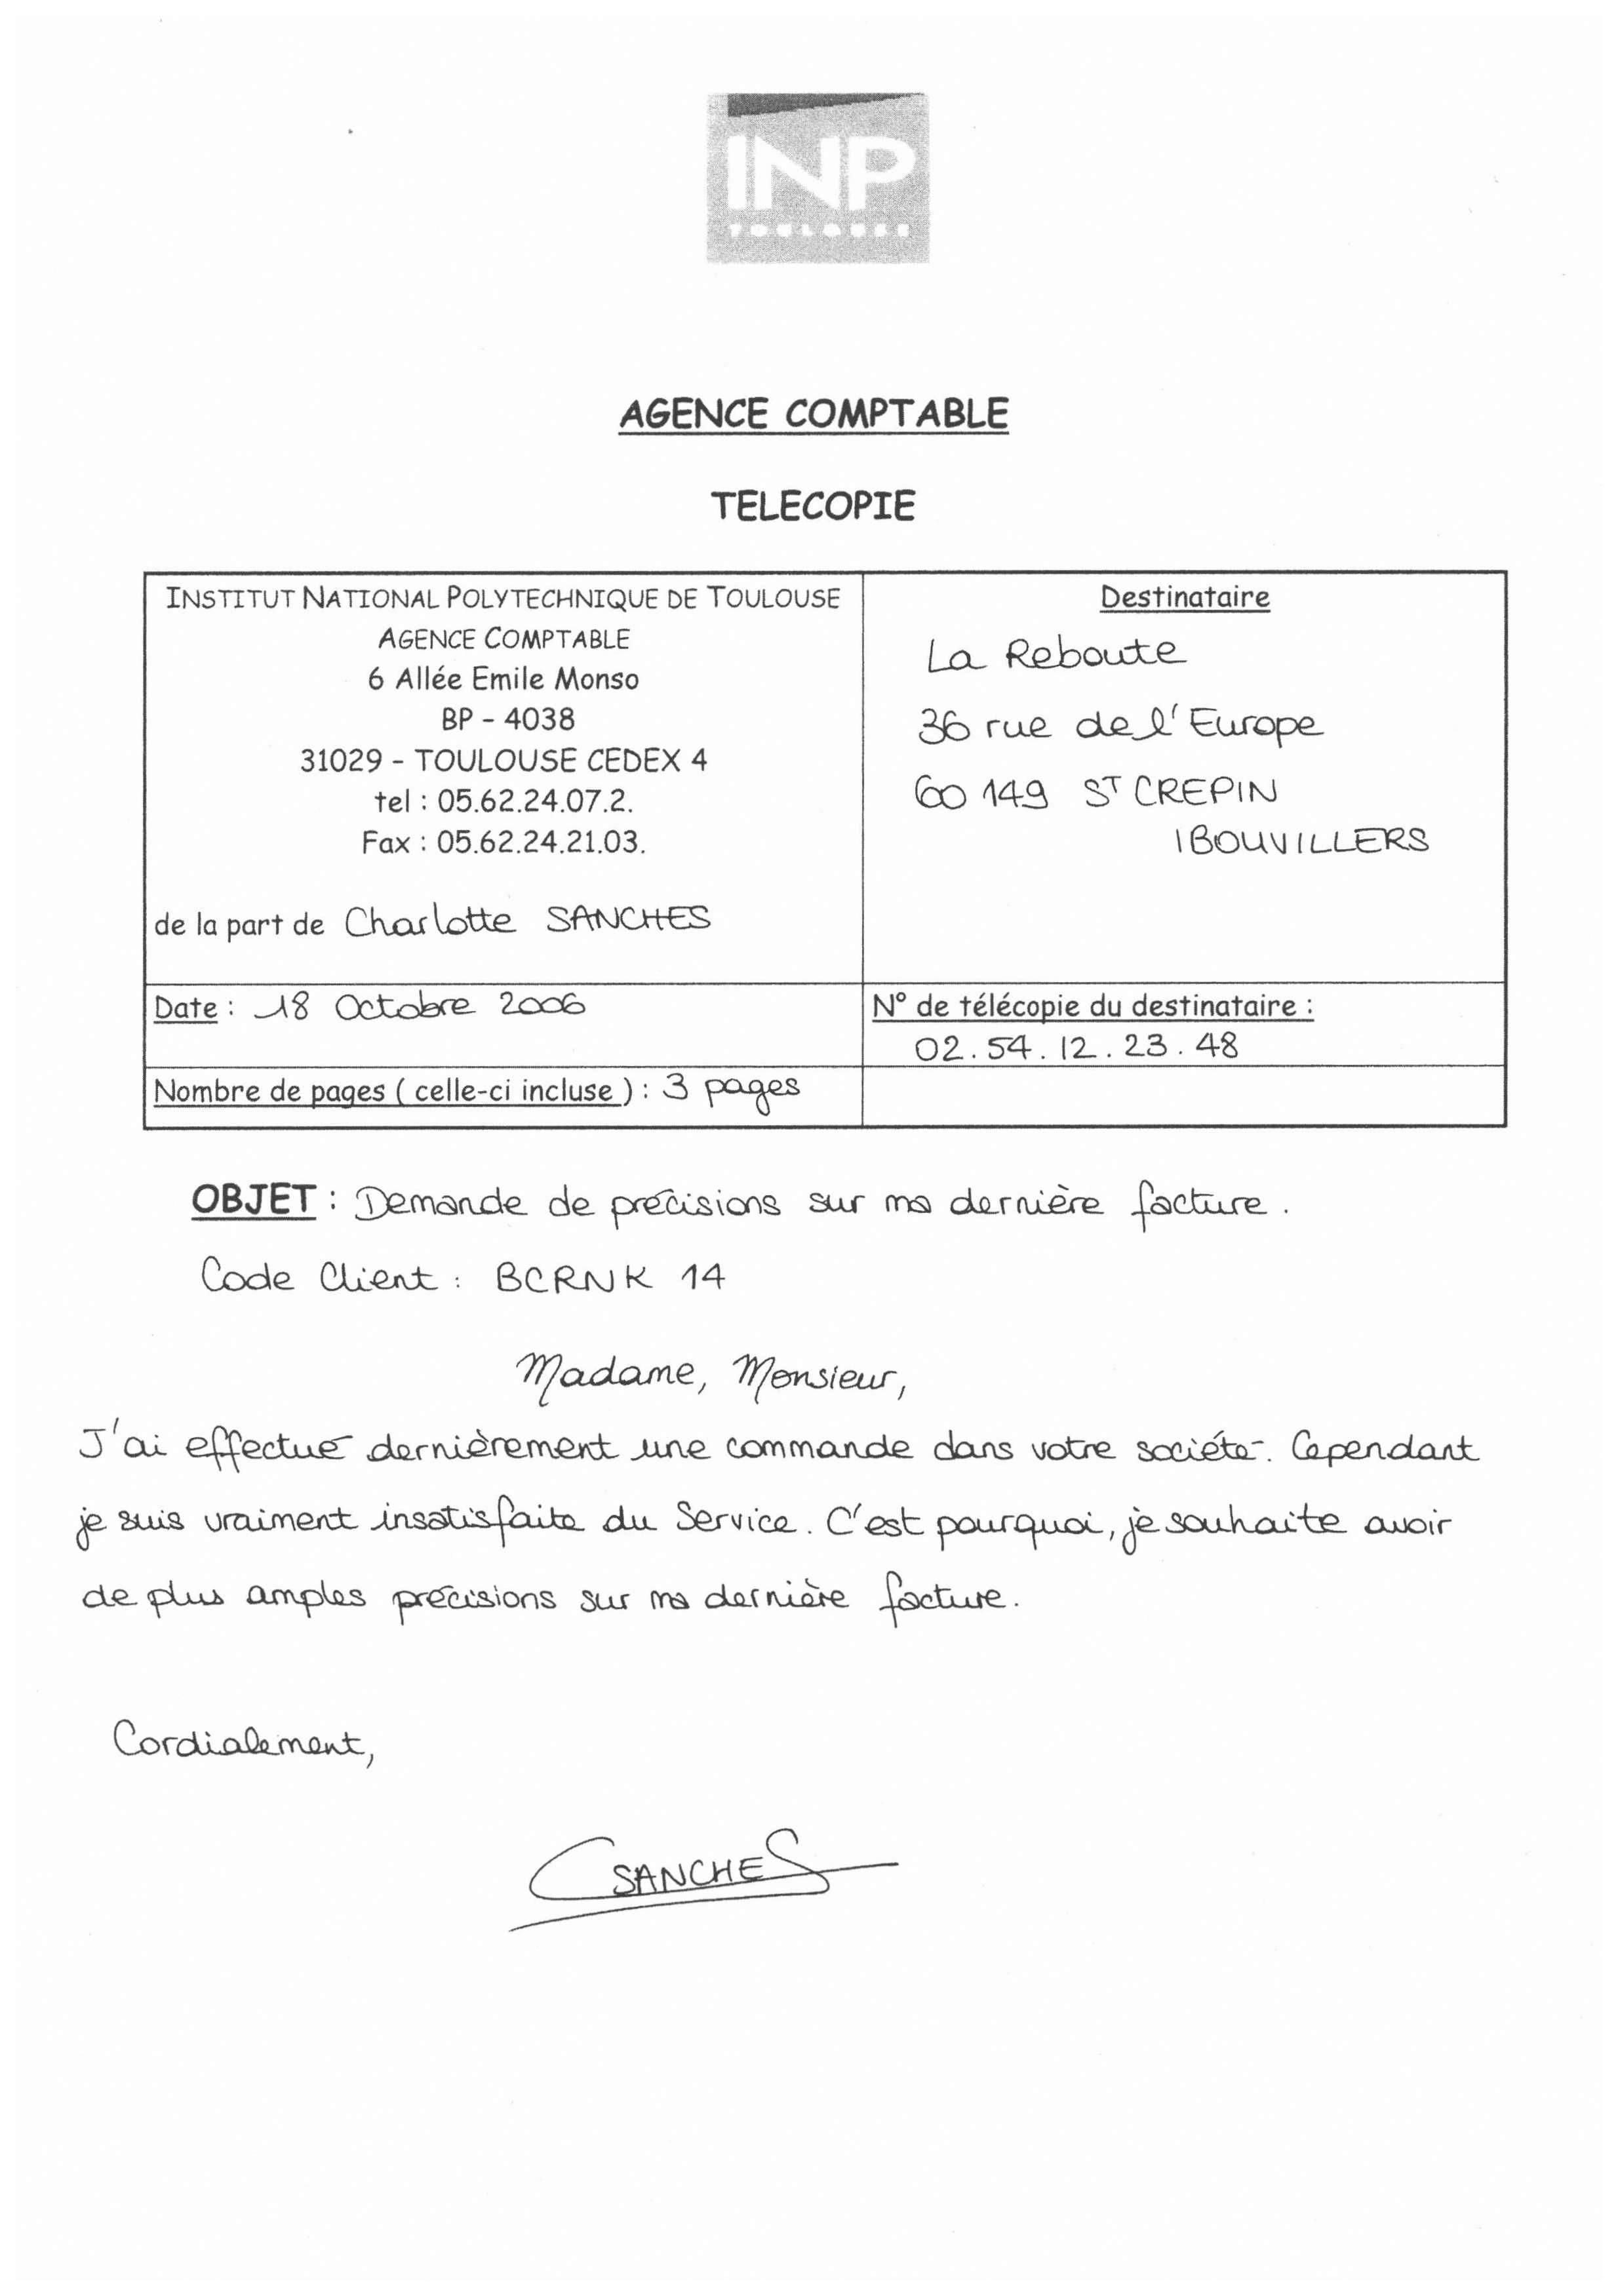 INP
TOULOUSE
AGENCE COMPTABLE
TELECOPIE
INSTITUT NATIONAL POLYTECHNIQUE DE TOULOUSE
AGENCE COMPTABLE
6 Allée Emile Monso
BP - 4038
31029 - TOULOUSE CEDEX 4
tel : 05.62.24.07.2.
Fax : 05.62.24.21.03.
de la part de Charlotte SANCHES
Destinataire
La Reboute
36 rue de l'Europe
60 149 ST CREPIN
IBOUVILLERS
Date : 18 Octobre 2006
N° de télécopie du destinataire :
02.54.12.23.48
Nombre de pages ( celle-ci incluse ) : 3 pages
OBJET : Demande de précisions sur ma dernière facture.
Code Client : BCRNK 14
Madame, Monsieur,
J'ai effectué dernièrement une commande dans votre société. Cependant
je suis vraiment insatisfaite du Service. C'est pourquoi, je souhaite avoir
de plus amples précisions sur ma dernière facture.
Cordialement,
CSANCHES